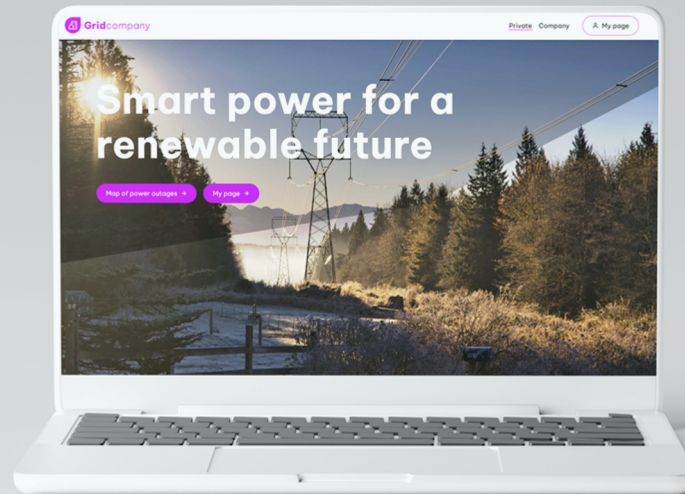 Gridcompany
Private Company My page
Smart power for a
renewable future
Map of power outages → My page →